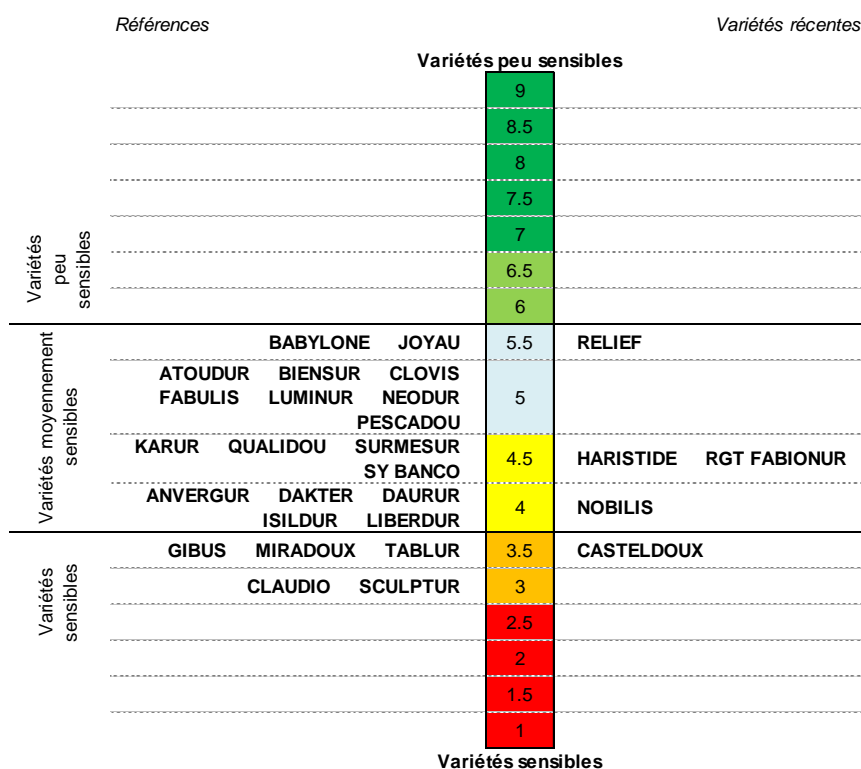 Références Variétés récentes
Variétés peu sensibles
9
8.5
8
7.5
7
Variétés
peu
sensibles
6.5
6
Variétés moyennement
sensibles
BABYLONE JOYAU 5.5 RELIEF
ATOUDUR BIENSUR CLOVIS
FABULIS LUMINUR NEODUR 5
PESCADOU
KARUR QUALIDOU SURMESUR
SY BANCO 4.5 HARISTIDE RGT FABIONUR
ANVERGUR DAKTER DAURUR
ISILDUR LIBERDUR 4 NOBILIS
Variétés
sensibles
GIBUS MIRADOUX TABLUR 3.5 CASTELDOUX
CLAUDIO SCULPTUR 3
2.5
2
1.5
1
Variétés sensibles